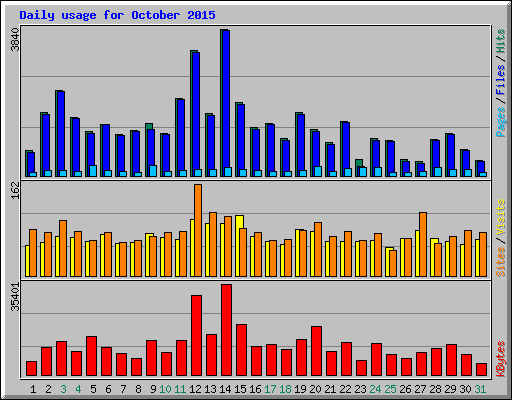 Daily usage for October 2015
3840
Pages / Files / Hits
162
Sites / Visits
35401
KBytes
1 2 3 4 5 6 7 8 9 10 11 12 13 14 15 16 17 18 19 20 21 22 23 24 25 26 27 28 29 30 31